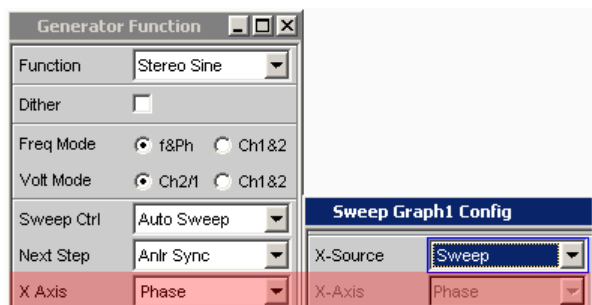 Generator Function
Function Stereo Sine
Dither
Freq Mode f&Ph Ch1&2
Volt Mode Ch2/1 Ch1&2
Sweep Ctrl Auto Sweep
Next Step Anlr Sync
X Axis Phase
Sweep Graph1 Config
X-Source Sweep
X-Axis Phase